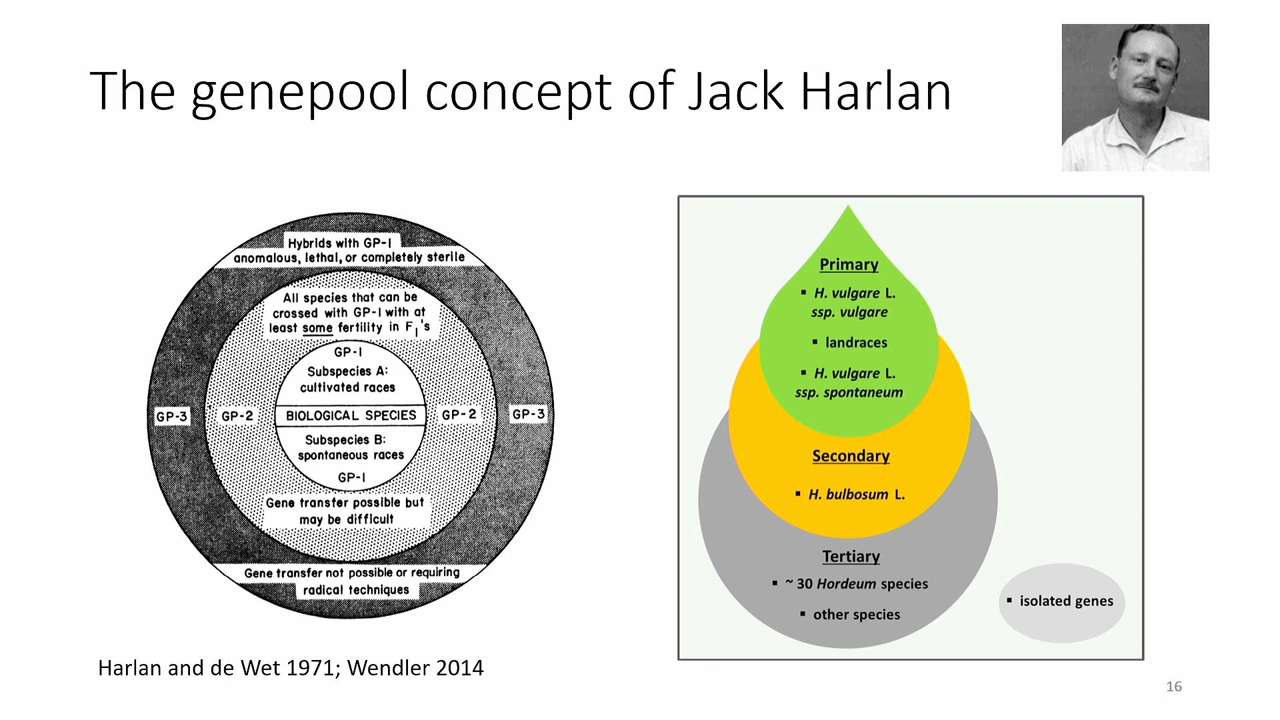 The genepool concept of Jack Harlan
Hybrids with GP-1
anomalous, lethal, or completely sterile
All species that can be
crossed with GP-1 with at
least some fertility in F1's
GP-1
Subspecies A:
cultivated races
GP-3
GP-2
BIOLOGICAL SPECIES
GP-2
GP-3
Subspecies B:
spontaneous races
GP-1
Gene transfer possible but
may be difficult
Gene transfer not possible or requiring
radical techniques
Harlan and de Wet 1971; Wendler 2014
Primary
▪ H. vulgare L.
ssp. vulgare
▪ landraces
▪ H. vulgare L.
ssp. spontaneum
Secondary
▪ H. bulbosum L.
Tertiary
▪ ~ 30 Hordeum species
▪ other species
▪ isolated genes
16